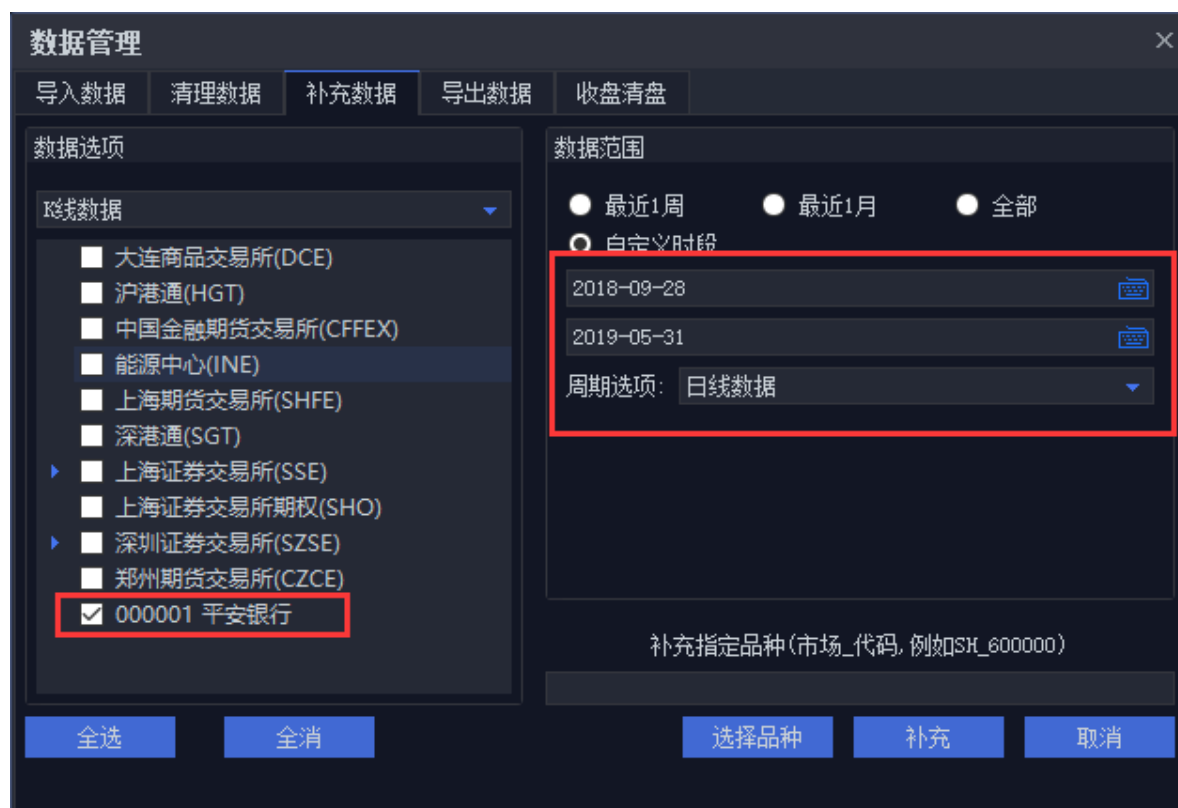 数据管理
导入数据 清理数据 补充数据 导出数据 收盘清盘
数据选项
K线数据
大连商品交易所(DCE)
沪港通(HGT)
中国金融期货交易所(CFFEX)
能源中心(INE)
上海期货交易所(SHFE)
深港通(SGT)
上海证券交易所(SSE)
上海证券交易所期权(SHO)
深圳证券交易所(SZSE)
郑州期货交易所(CZCE)
000001 平安银行
全选 全消
数据范围
最近1周 最近1月 全部
自定义时段
2018-09-28
2019-05-31
周期选项: 日线数据
补充指定品种(市场_代码,例如SH_600000)
选择品种 补充 取消